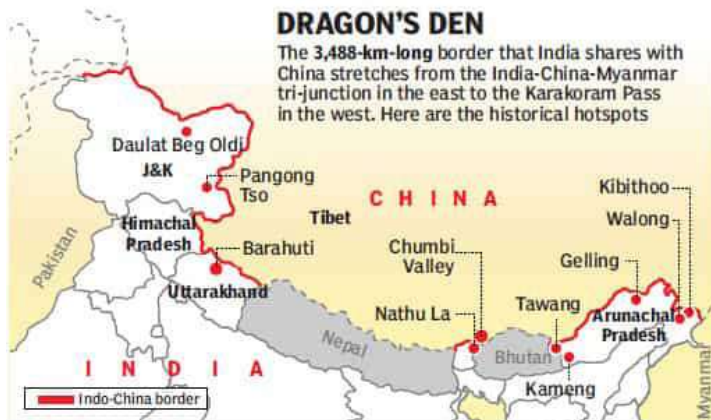 DRAGON'S DEN
The 3,488-km-long border that India shares with
China stretches from the India-China-Myanmar
tri-junction in the east to the Karakoram Pass
in the west. Here are the historical hotspots
Daulat Beg Oldi
J&K
Pangong
Tso
CHINA
Kibithoo
Himachal
Pradesh
Tibet
Walong
Pakistan
Barahuti
Chumbi
Valley
Gelling
Uttarakhand
Nathu La
Tawang
Arunachal
Pradesh
Nepal
Bhutan
INDIA
Kameng
Myanmar
Indo-China border